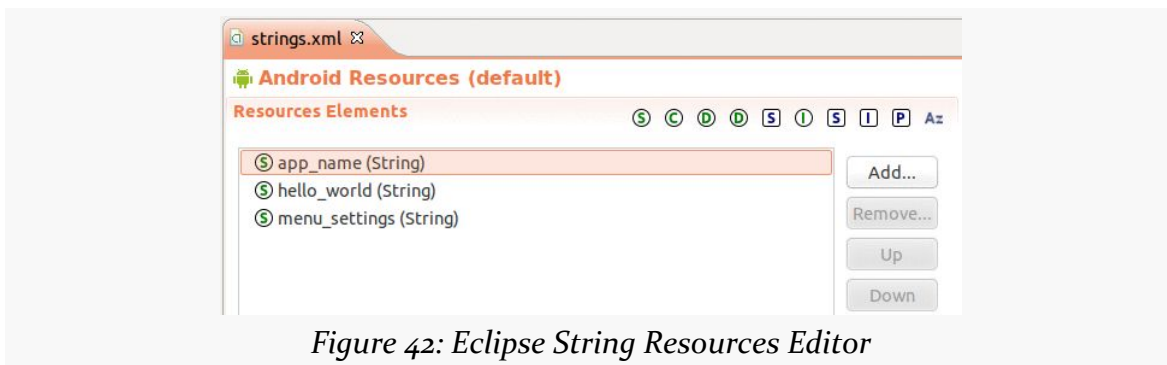 strings.xml
Android Resources (default)
Resources Elements
S C D D S I S I P Az
S app_name (String)
S hello_world (String)
S menu_settings (String)
Add...
Remove...
Up
Down
Figure 42: Eclipse String Resources Editor